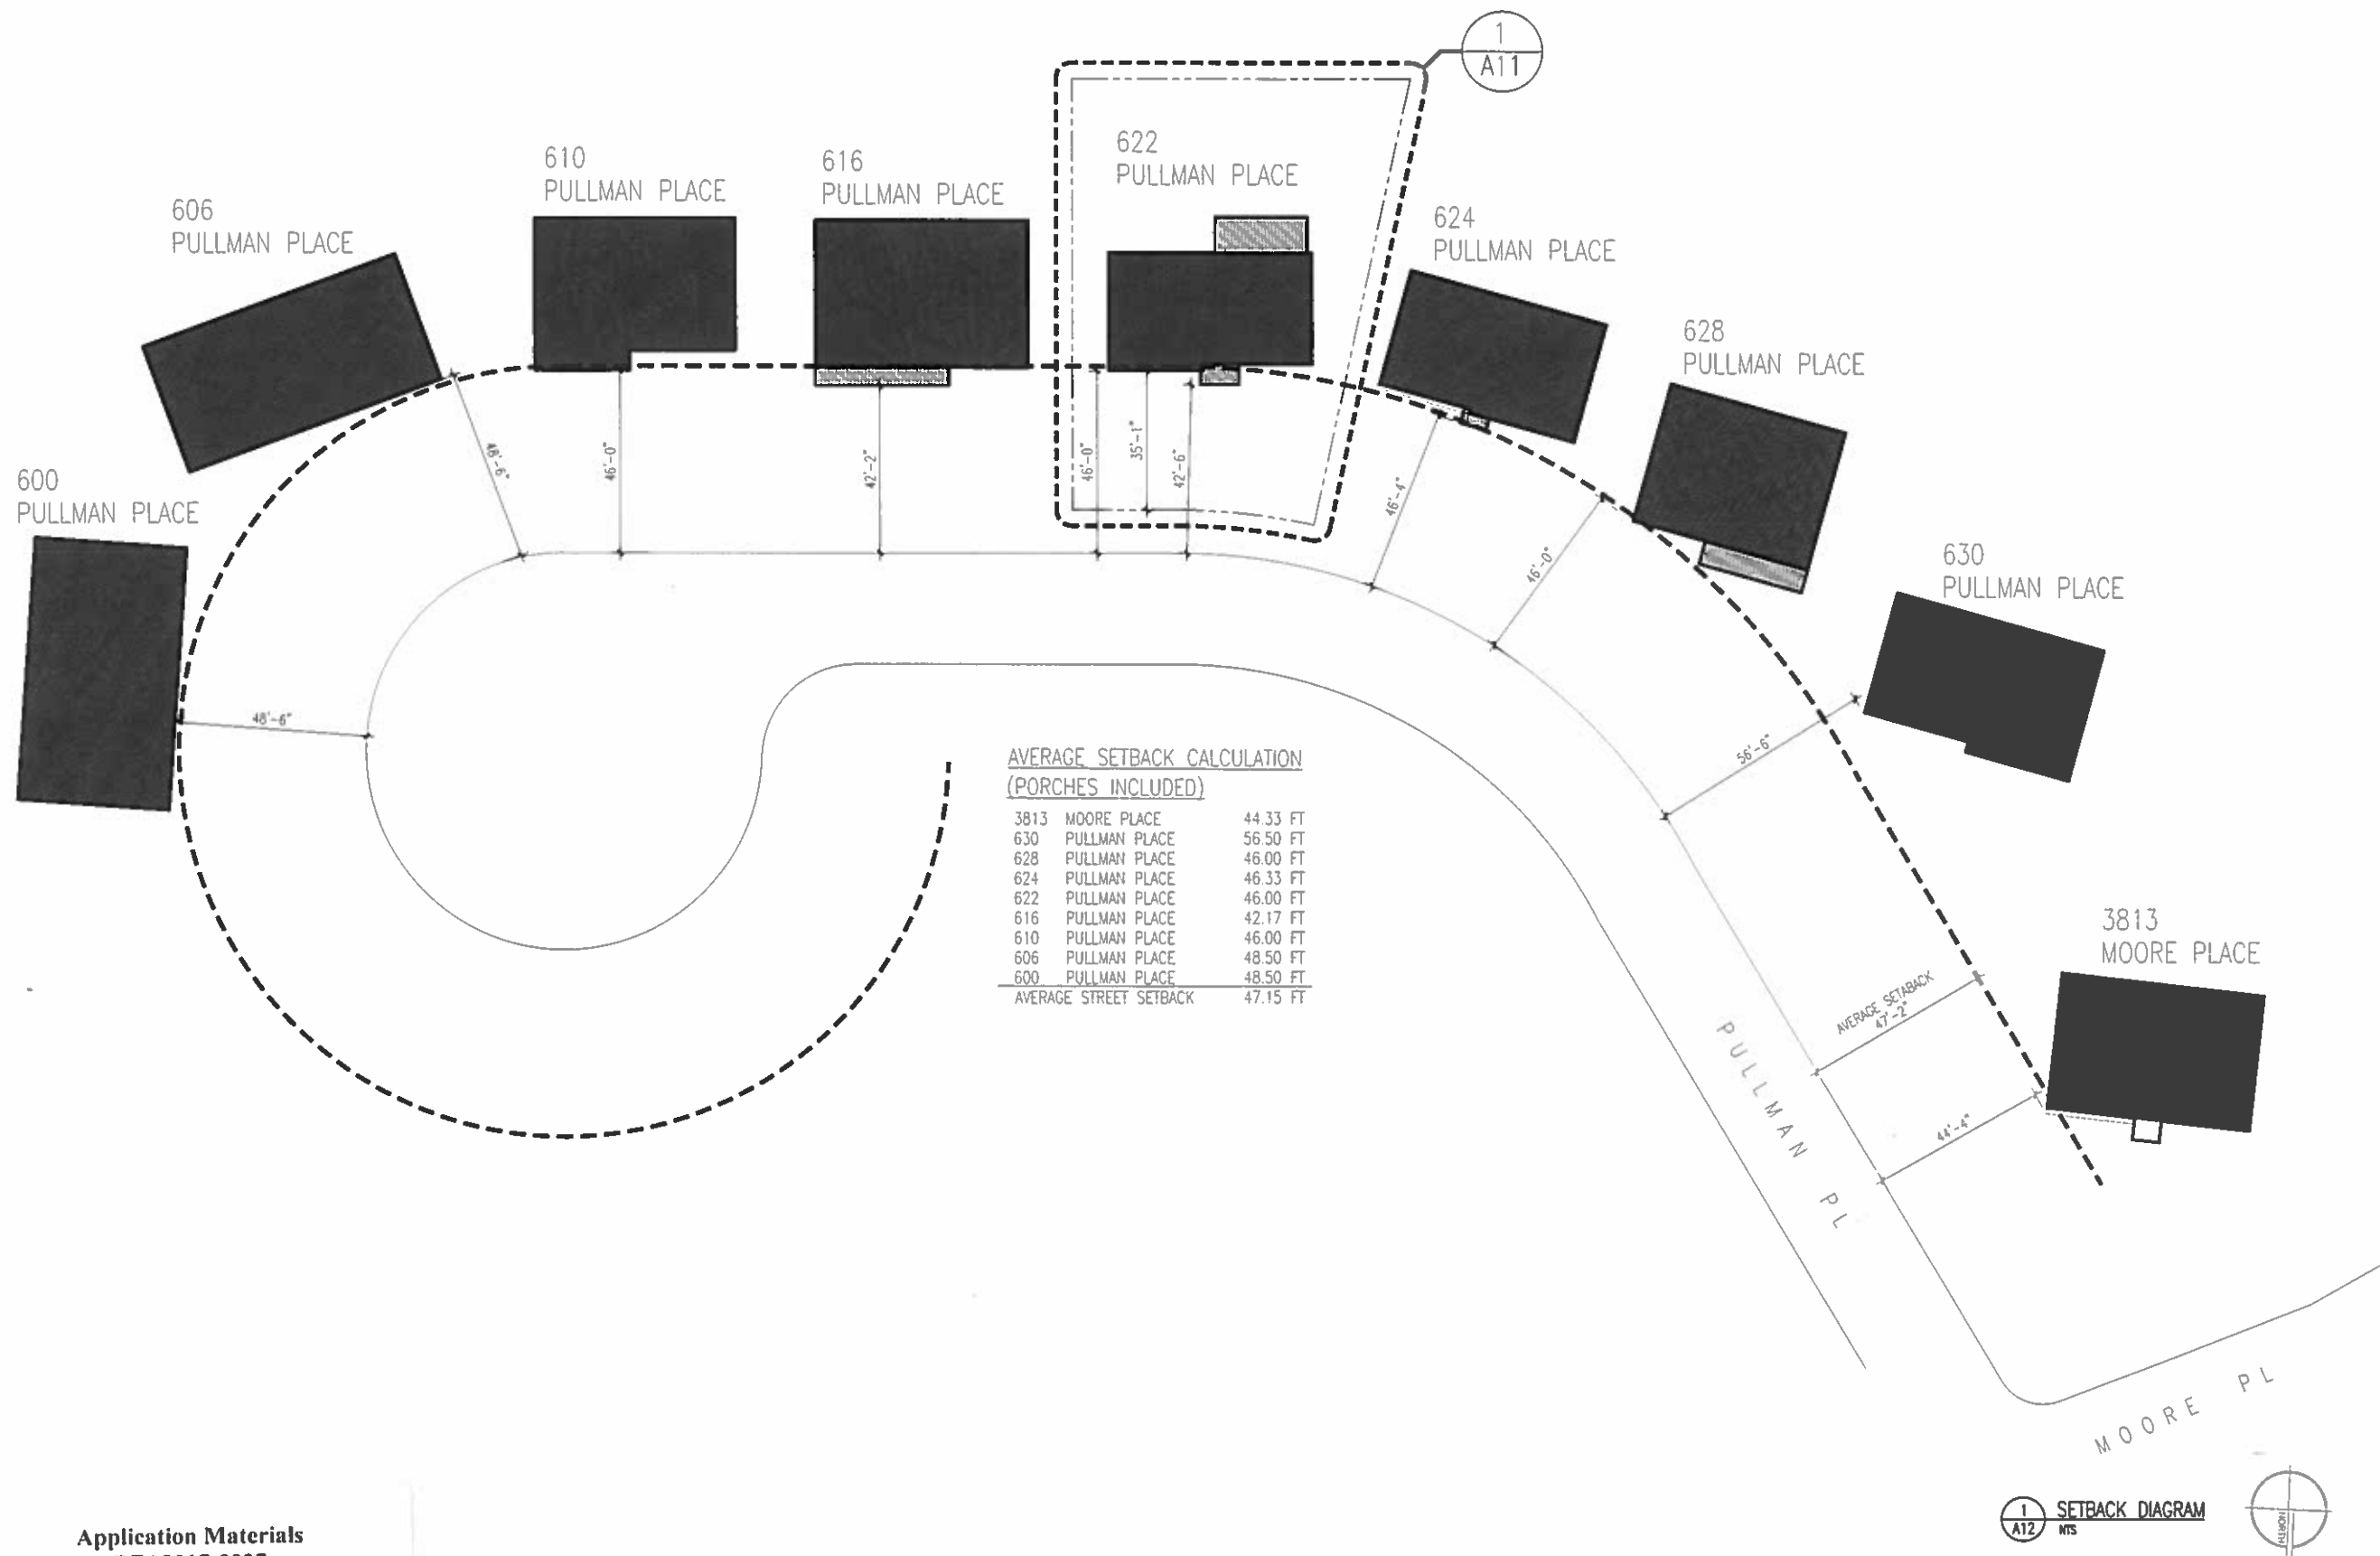 1
A11
622
PULLMAN PLACE
610
PULLMAN PLACE
616
PULLMAN PLACE
606
PULLMAN PLACE
624
PULLMAN PLACE
628
PULLMAN PLACE
600
PULLMAN PLACE
630
PULLMAN PLACE
48'-6"
46'-0"
42'-2"
46'-0"
35'-1"
42'-6"
46'-4"
46'-0"
48'-6"
56'-6"
AVERAGE SETBACK CALCULATION
(PORCHES INCLUDED)
3813 MOORE PLACE 44.33 FT
630 PULLMAN PLACE 56.50 FT
628 PULLMAN PLACE 46.00 FT
624 PULLMAN PLACE 46.33 FT
622 PULLMAN PLACE 46.00 FT
616 PULLMAN PLACE 42.17 FT
610 PULLMAN PLACE 46.00 FT
606 PULLMAN PLACE 48.50 FT
600 PULLMAN PLACE 48.50 FT
AVERAGE STREET SETBACK 47.15 FT
3813
MOORE PLACE
AVERAGE SETABACK
47'-2"
44'-4"
PULLMAN PL
MOORE PL
1
A12
SETBACK DIAGRAM
NTS
NORTH
Application Materials